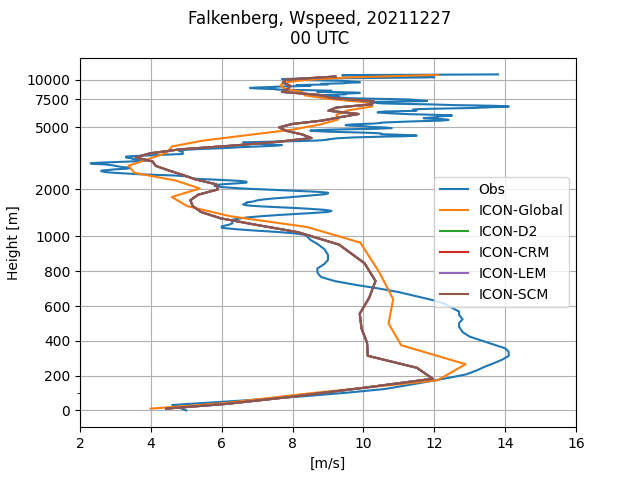 Falkenberg, Wspeed, 20211227
00 UTC
10000
7500
5000
2000
1000
800
600
400
200
0
Height [m]
Obs
ICON-Global
ICON-D2
ICON-CRM
ICON-LEM
ICON-SCM
2 4 6 8 10 12 14 16
[m/s]